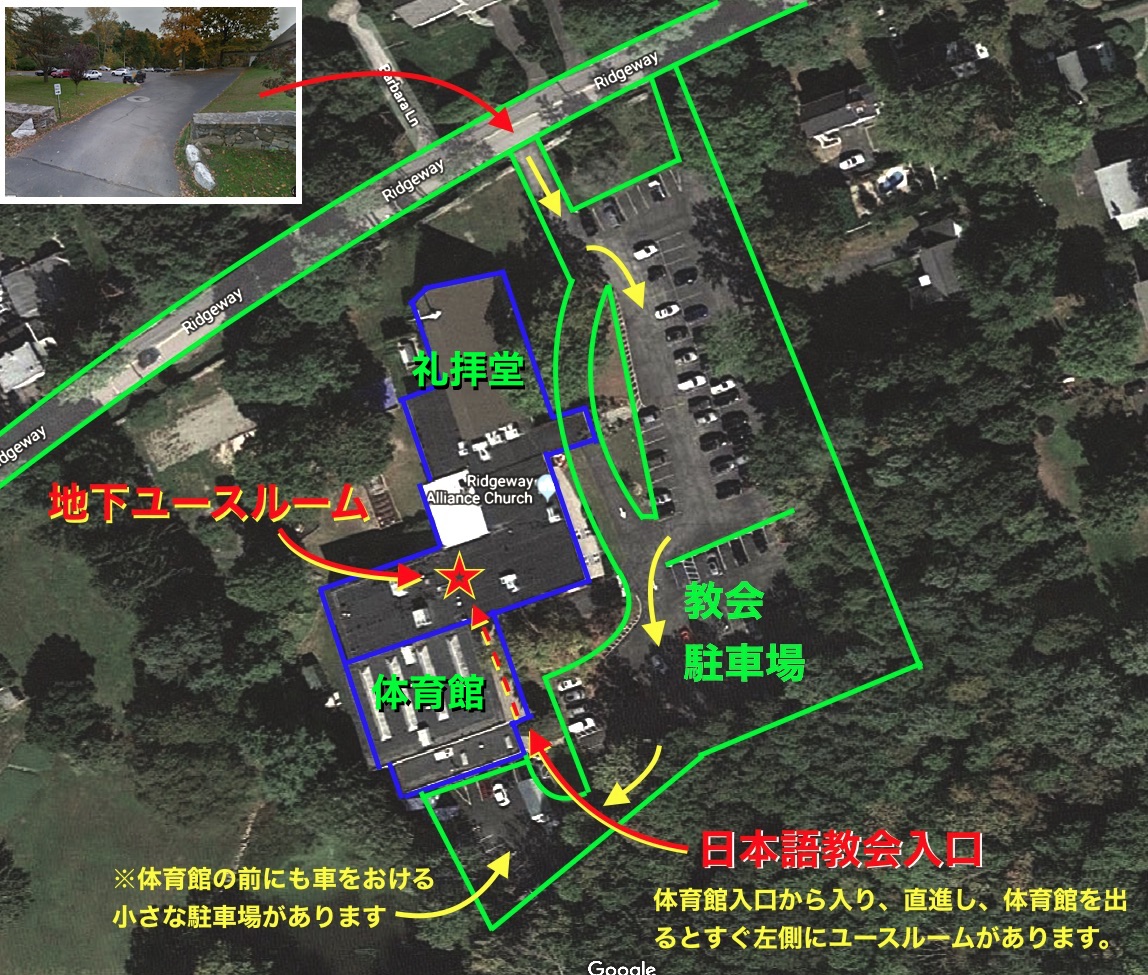 Ridgeway
Barbara Ln
Ridgeway
Ridgeway
礼拝堂
Ridgeway
地下ユースルーム
Ridgeway
Alliance Church
教会
駐車場
体育館
日本語教会入口
※体育館の前にも車をおける
小さな駐車場があります
体育館入口から入り、直進し、体育館を出
るとすぐ左側にユースルームがあります。
Google